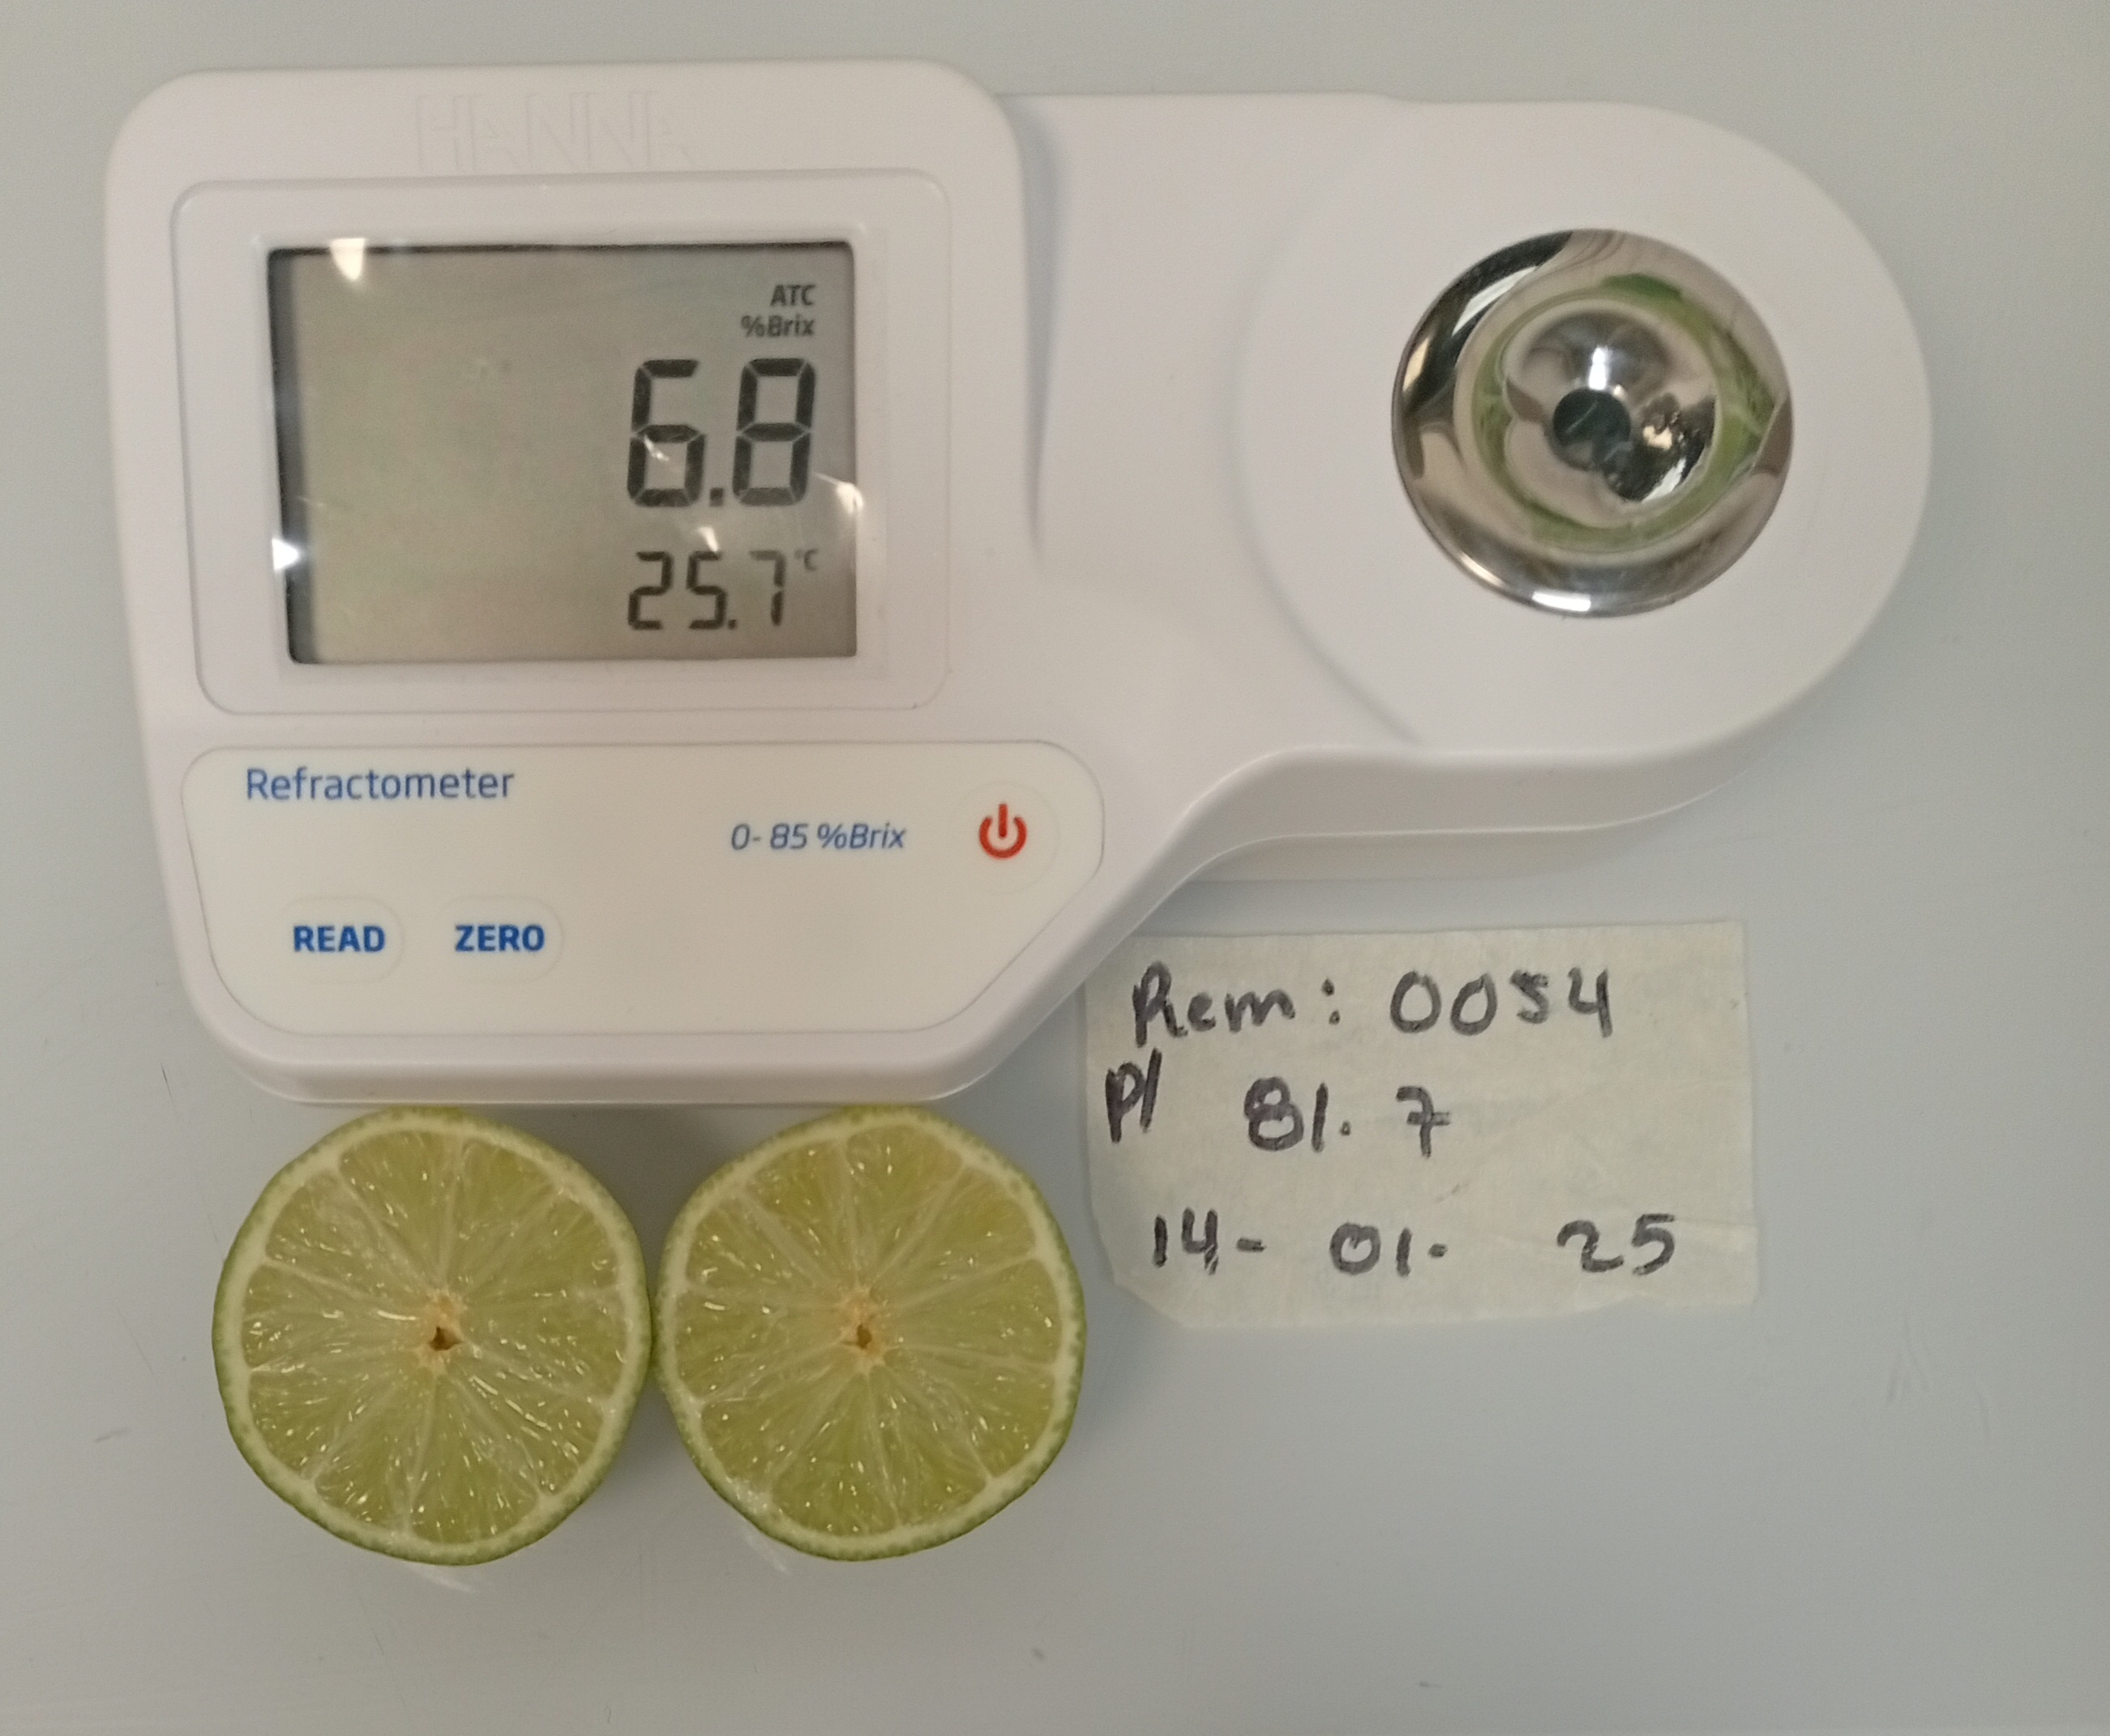 HANNA
ATC
%Brix
6.8
25.7 °C
Refractometer
0-85 %Brix
READ ZERO
Rem: 0054
P/ 81.7
14- 01- 25